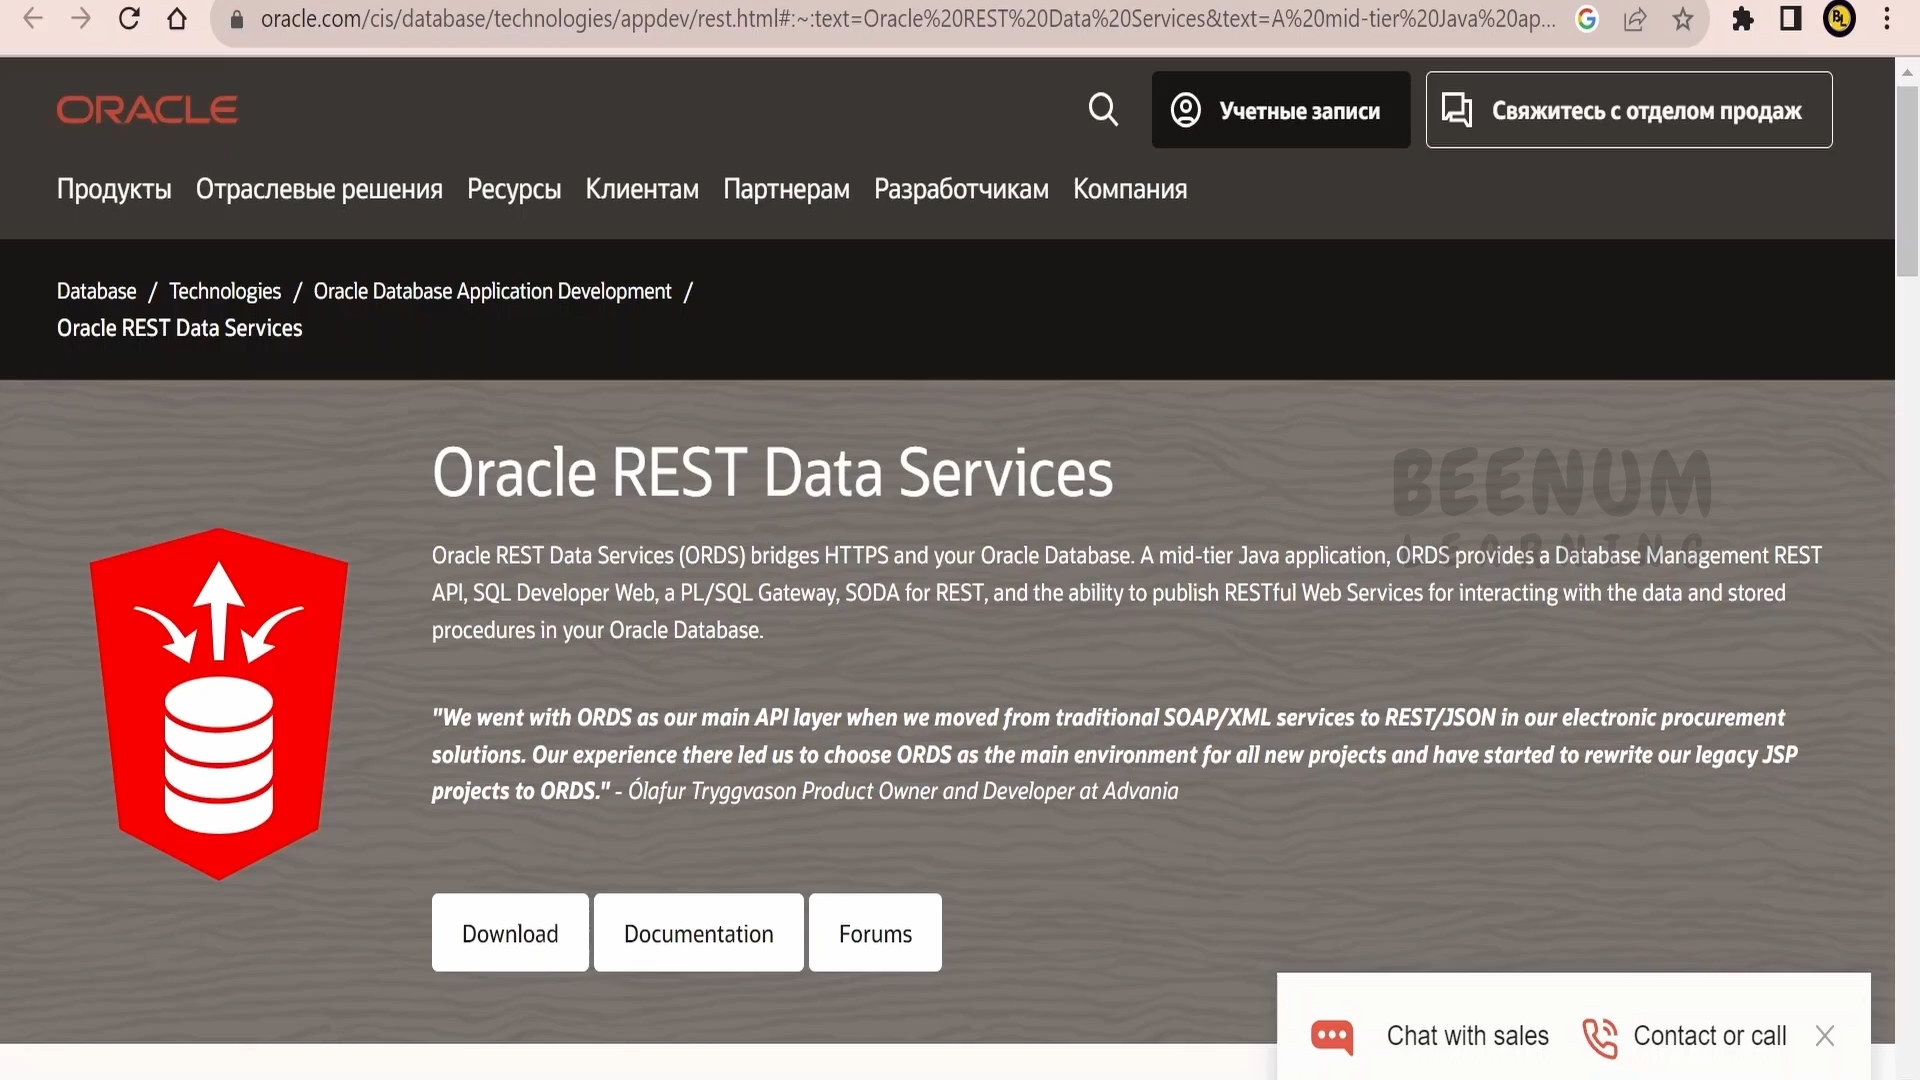 oracle.com/cis/database/technologies/appdev/rest.html#:~:text=Oracle%20REST%20Data%20Services&text=A%20mid-tier%20Java%20ap...
BL
ORACLE
Учетные записи
Свяжитесь с отделом продаж
Продукты Отраслевые решения Ресурсы Клиентам Партнерам Разработчикам Компания
Database / Technologies / Oracle Database Application Development /
Oracle REST Data Services
Oracle REST Data Services
BEENUM
LEARNING
Oracle REST Data Services (ORDS) bridges HTTPS and your Oracle Database. A mid-tier Java application, ORDS provides a Database Management REST
API, SQL Developer Web, a PL/SQL Gateway, SODA for REST, and the ability to publish RESTful Web Services for interacting with the data and stored
procedures in your Oracle Database.
"We went with ORDS as our main API layer when we moved from traditional SOAP/XML services to REST/JSON in our electronic procurement
solutions. Our experience there led us to choose ORDS as the main environment for all new projects and have started to rewrite our legacy JSP
projects to ORDS." - Ólafur Tryggvason Product Owner and Developer at Advania
Download
Documentation
Forums
Chat with sales
Contact or call